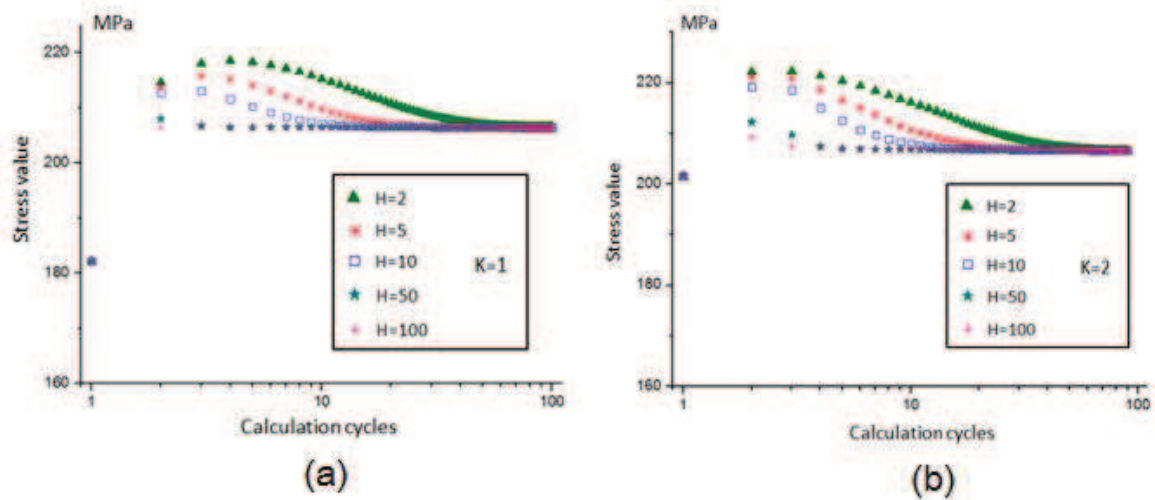 MPa
220
200
180
160
Stress value
H=2
H=5
H=10
H=50
H=100
K=1
1
10
100
Calculation cycles
(a)
MPa
220
200
180
160
Stress value
H=2
H=5
H=10
H=50
H=100
K=2
1
10
100
Calculation cycles
(b)